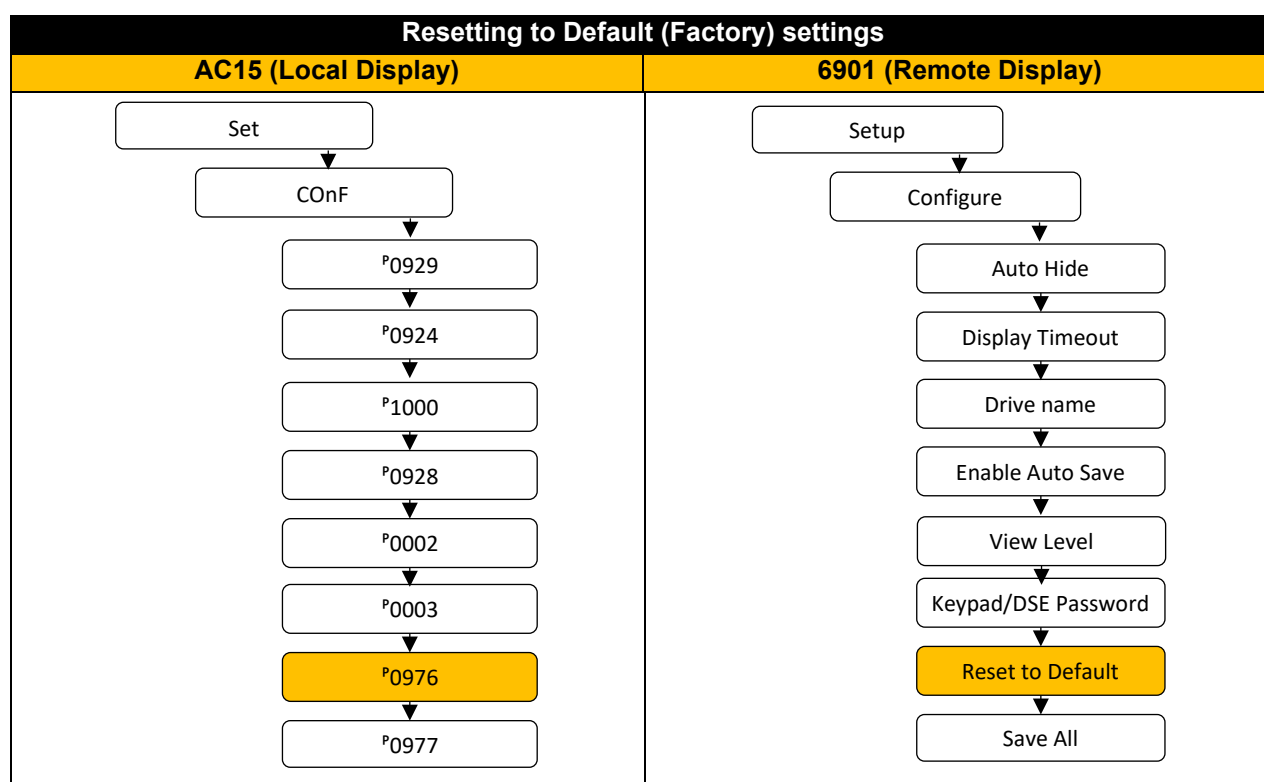 Resetting to Default (Factory) settings
AC15 (Local Display)
6901 (Remote Display)
Set
COnF
ᴾ0929
ᴾ0924
ᴾ1000
ᴾ0928
ᴾ0002
ᴾ0003
ᴾ0976
ᴾ0977
Setup
Configure
Auto Hide
Display Timeout
Drive name
Enable Auto Save
View Level
Keypad/DSE Password
Reset to Default
Save All